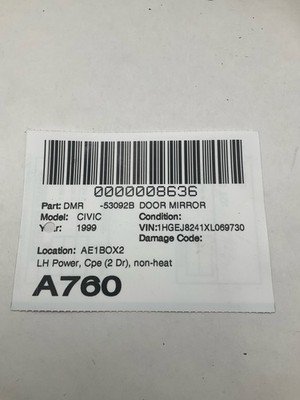 0000008636
Part: DMR -53092B DOOR MIRROR
Model: CIVIC Condition:
Year: 1999 VIN:1HGEJ8241XL069730
Damage Code:
Location: AE1BOX2
LH Power, Cpe (2 Dr), non-heat
A760